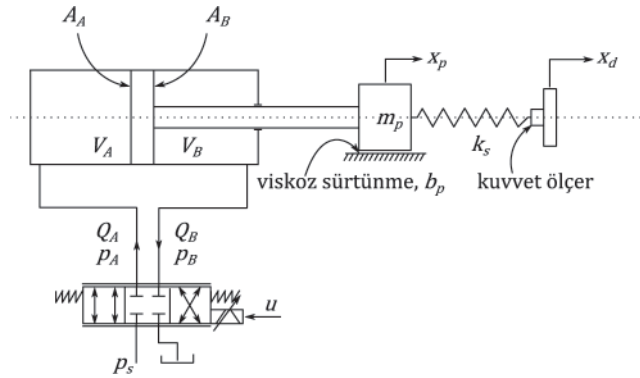 A_A A_B
x_p x_d
V_A V_B m_p
k_s
viskoz sürtünme, b_p kuvvet ölçer
Q_A Q_B
p_A p_B
u
p_s